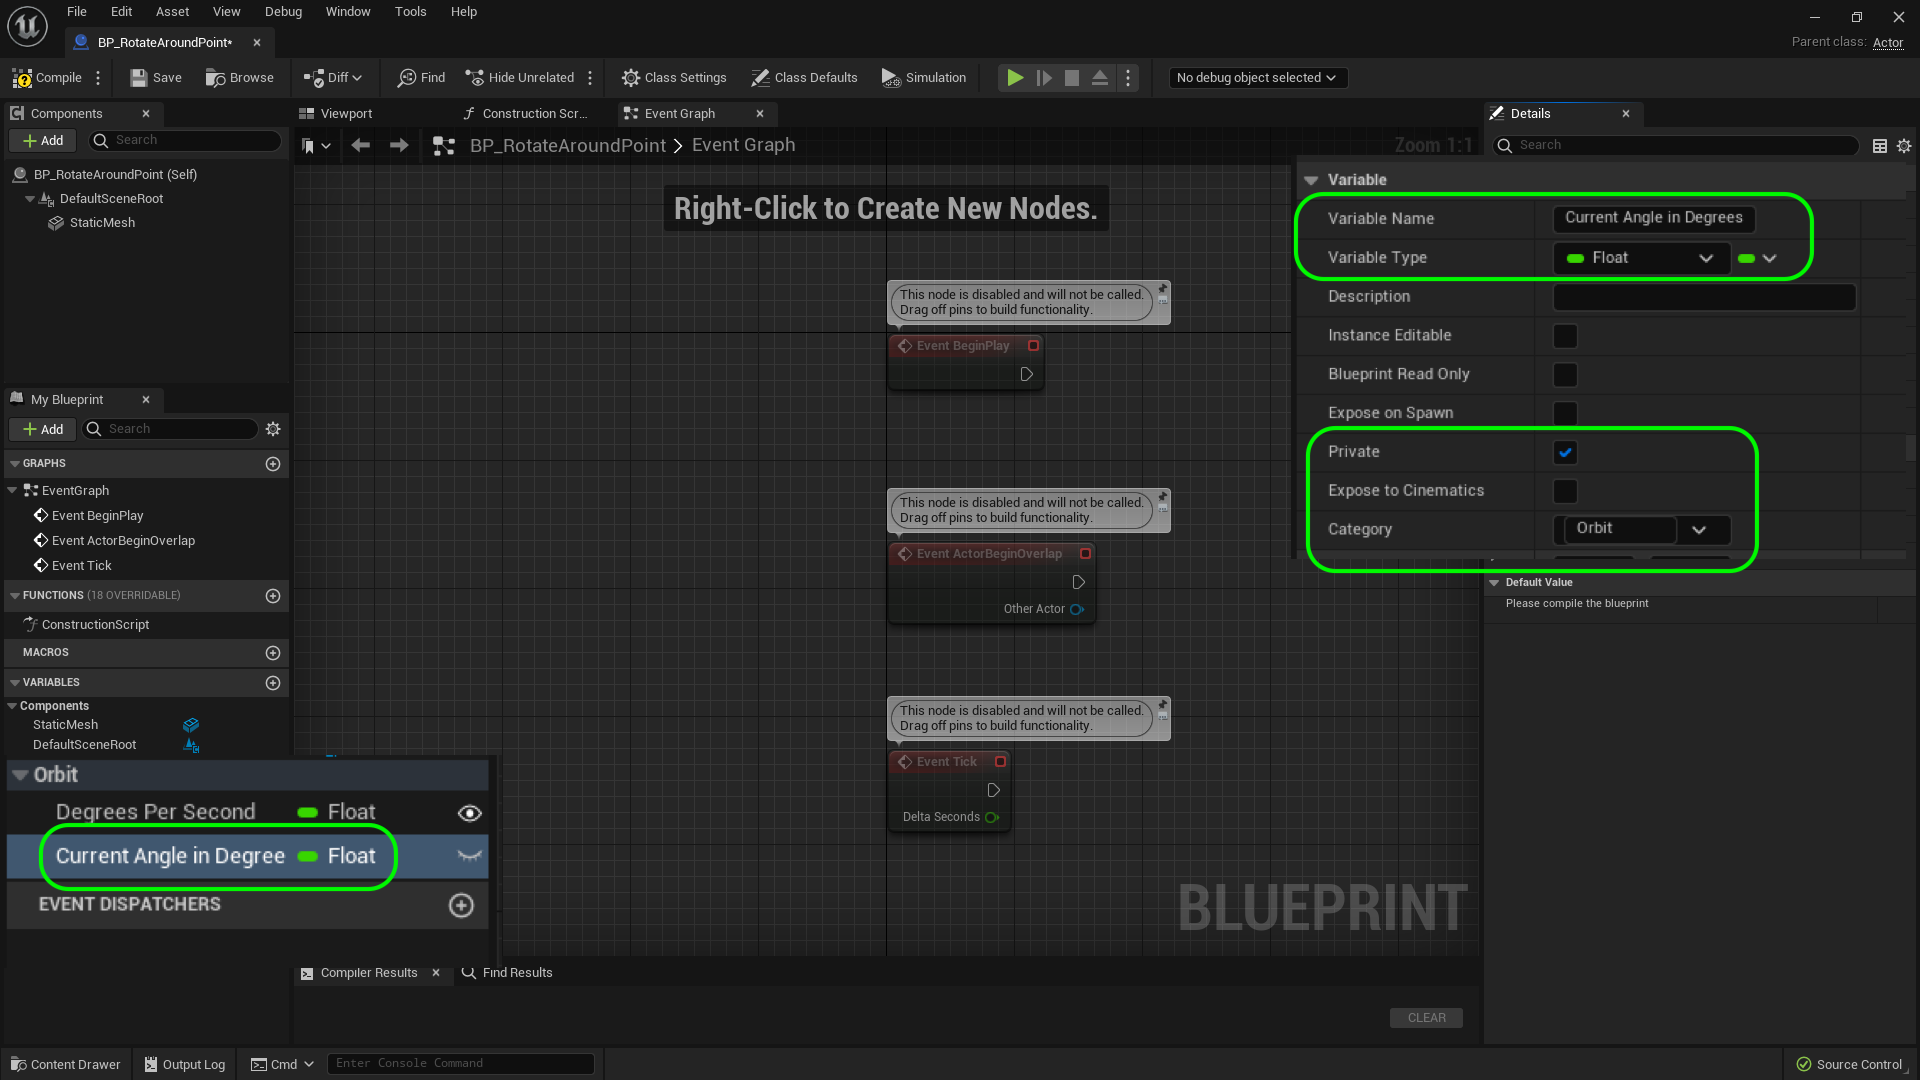 File Edit Asset View Debug Window Tools Help
BP_RotateAroundPoint*
Parent class: Actor
Compile Save Browse Diff Find Hide Unrelated Class Settings Class Defaults Simulation No debug object selected
Components
Viewport Construction Scr... Event Graph
Details
Add Search
BP_RotateAroundPoint > Event Graph
Zoom 1:1
Search
BP_RotateAroundPoint (Self)
DefaultSceneRoot
StaticMesh
Right-Click to Create New Nodes.
Variable
Variable Name Current Angle in Degrees
Variable Type Float
Description
Instance Editable
Blueprint Read Only
Expose on Spawn
Private
Expose to Cinematics
Category Orbit
Default Value
Please compile the blueprint
This node is disabled and will not be called.
Drag off pins to build functionality.
Event BeginPlay
This node is disabled and will not be called.
Drag off pins to build functionality.
Event ActorBeginOverlap
Other Actor
This node is disabled and will not be called.
Drag off pins to build functionality.
Event Tick
Delta Seconds
BLUEPRINT
My Blueprint
Add Search
GRAPHS
EventGraph
Event BeginPlay
Event ActorBeginOverlap
Event Tick
FUNCTIONS (18 OVERRIDABLE)
ConstructionScript
MACROS
VARIABLES
Components
StaticMesh
DefaultSceneRoot
Orbit
Degrees Per Second Float
Current Angle in Degree Float
EVENT DISPATCHERS
Compiler Results Find Results
CLEAR
Content Drawer Output Log Cmd Enter Console Command Source Control